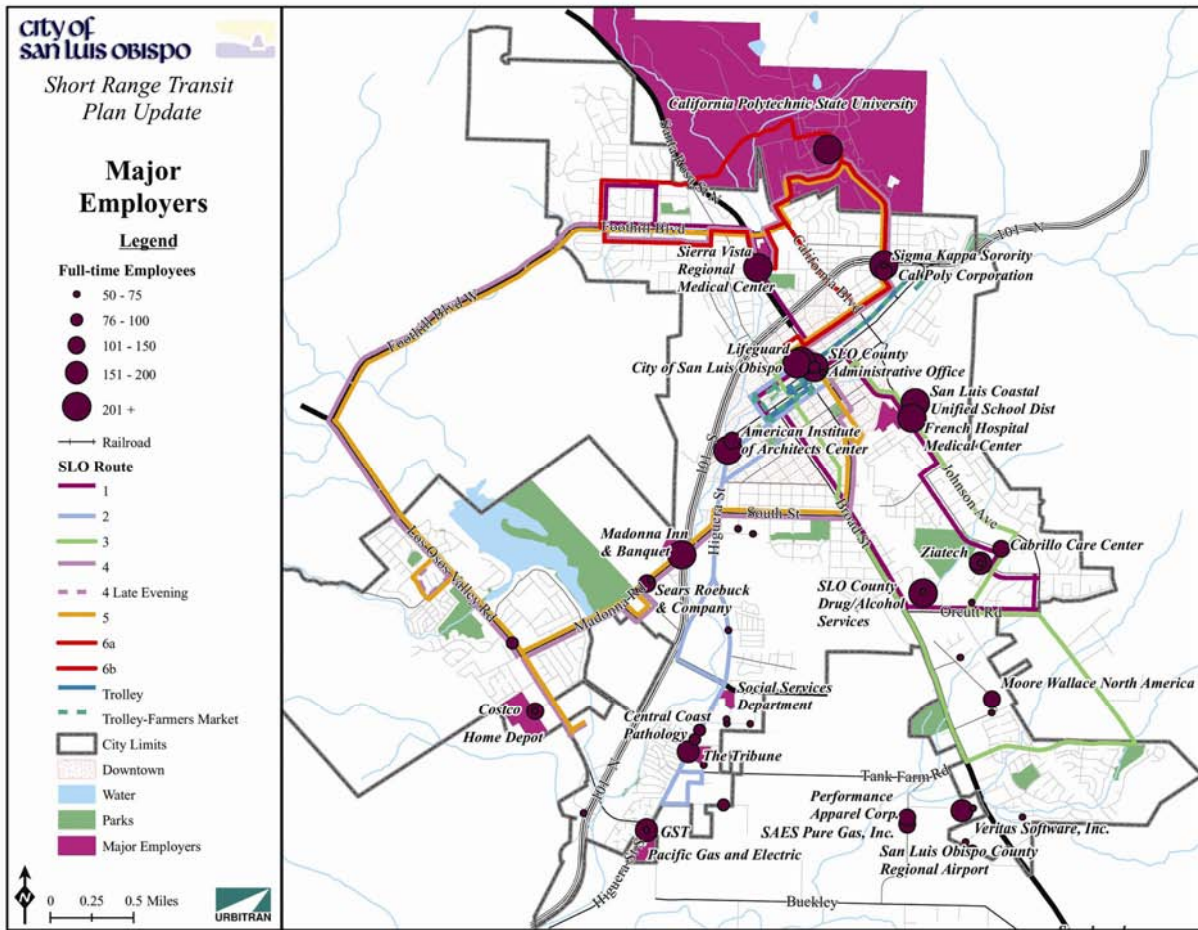 city of
san luis obispo
Short Range Transit
Plan Update
Major
Employers
Legend
Full-time Employees
50 - 75
76 - 100
101 - 150
151 - 200
201 +
Railroad
SLO Route
1
2
3
4
4 Late Evening
5
6a
6b
Trolley
Trolley-Farmers Market
City Limits
Downtown
Water
Parks
Major Employers
N
0 0.25 0.5 Miles
URBITRAN
California Polytechnic State University
Santa Rosa St N
101 N
Foothill Blvd
California Blvd
Sierra Vista
Regional
Medical Center
Sigma Kappa Sorority
Cal Poly Corporation
Foothill Blvd W
Lifeguard
City of San Luis Obispo
SLO County
Administrative Office
San Luis Coastal
Unified School Dist
French Hospital
Medical Center
American Institute
of Architects Center
101 S
Higuera St
South St
Broad St
Johnson Ave
Madonna Inn
& Banquet
Cabrillo Care Center
Ziatech
Los Osos Valley Rd
Madonna Rd
Sears Roebuck
& Company
SLO County
Drug/Alcohol
Services
Orcutt Rd
Moore Wallace North America
Social Services
Department
Costco
Home Depot
Central Coast
Pathology
The Tribune
101 N
Tank Farm Rd
Performance
Apparel Corp.
SAES Pure Gas, Inc.
Veritas Software, Inc.
San Luis Obispo County
Regional Airport
GST
Pacific Gas and Electric
Higuera St S
Buckley